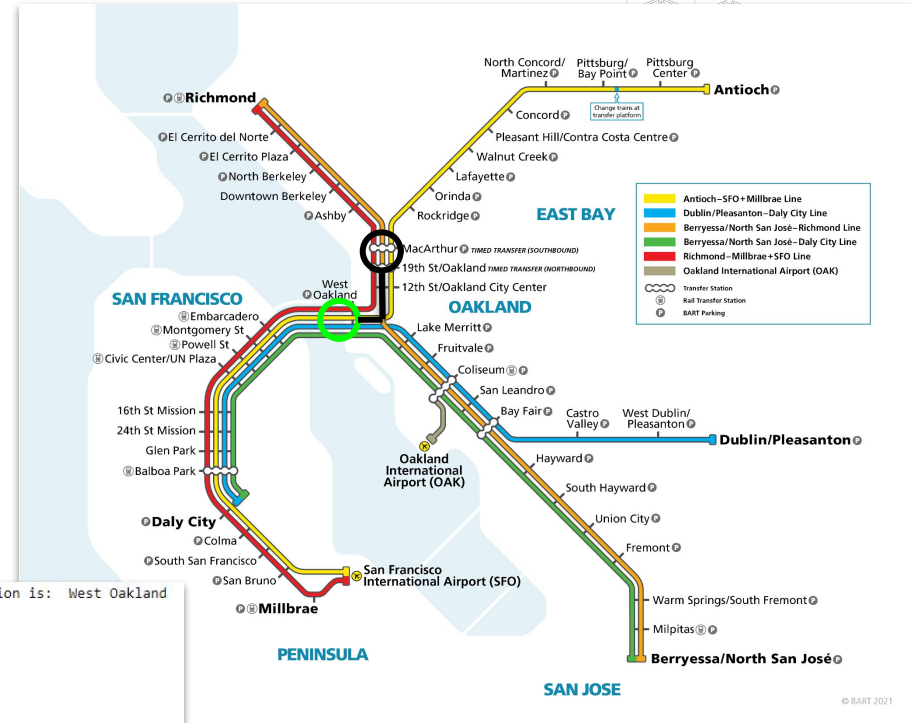 North Concord/
Martinez P
Pittsburg/
Bay Point P
Pittsburg
Center P
Antioch P
Change trains at
transfer platform
Concord P
Pleasant Hill/Contra Costa Centre P
Walnut Creek P
Lafayette P
Orinda P
Rockridge P
P Richmond
P El Cerrito del Norte
P El Cerrito Plaza
P North Berkeley
Downtown Berkeley
P Ashby
EAST BAY
MacArthur P TIMED TRANSFER (SOUTHBOUND)
19th St/Oakland TIMED TRANSFER (NORTHBOUND)
12th St/Oakland City Center
West
P Oakland
OAKLAND
SAN FRANCISCO
Embarcadero
Montgomery St
Powell St
Civic Center/UN Plaza
16th St Mission
24th St Mission
Glen Park
Balboa Park
P Daly City
P Colma
P South San Francisco
P San Bruno
P Millbrae
San Francisco
International Airport (SFO)
Lake Merritt P
Fruitvale P
Coliseum P
San Leandro P
Bay Fair P
Castro
Valley P
West Dublin/
Pleasanton P
Dublin/Pleasanton P
Oakland
International
Airport (OAK)
Hayward P
South Hayward P
Union City P
Fremont P
Warm Springs/South Fremont P
Milpitas P
Berryessa/North San José P
PENINSULA
SAN JOSE
Antioch–SFO+Millbrae Line
Dublin/Pleasanton–Daly City Line
Berryessa/North San José–Richmond Line
Berryessa/North San José–Daly City Line
Richmond–Millbrae+SFO Line
Oakland International Airport (OAK)
Transfer Station
Rail Transfer Station
P BART Parking
ion is: West Oakland
© BART 2021